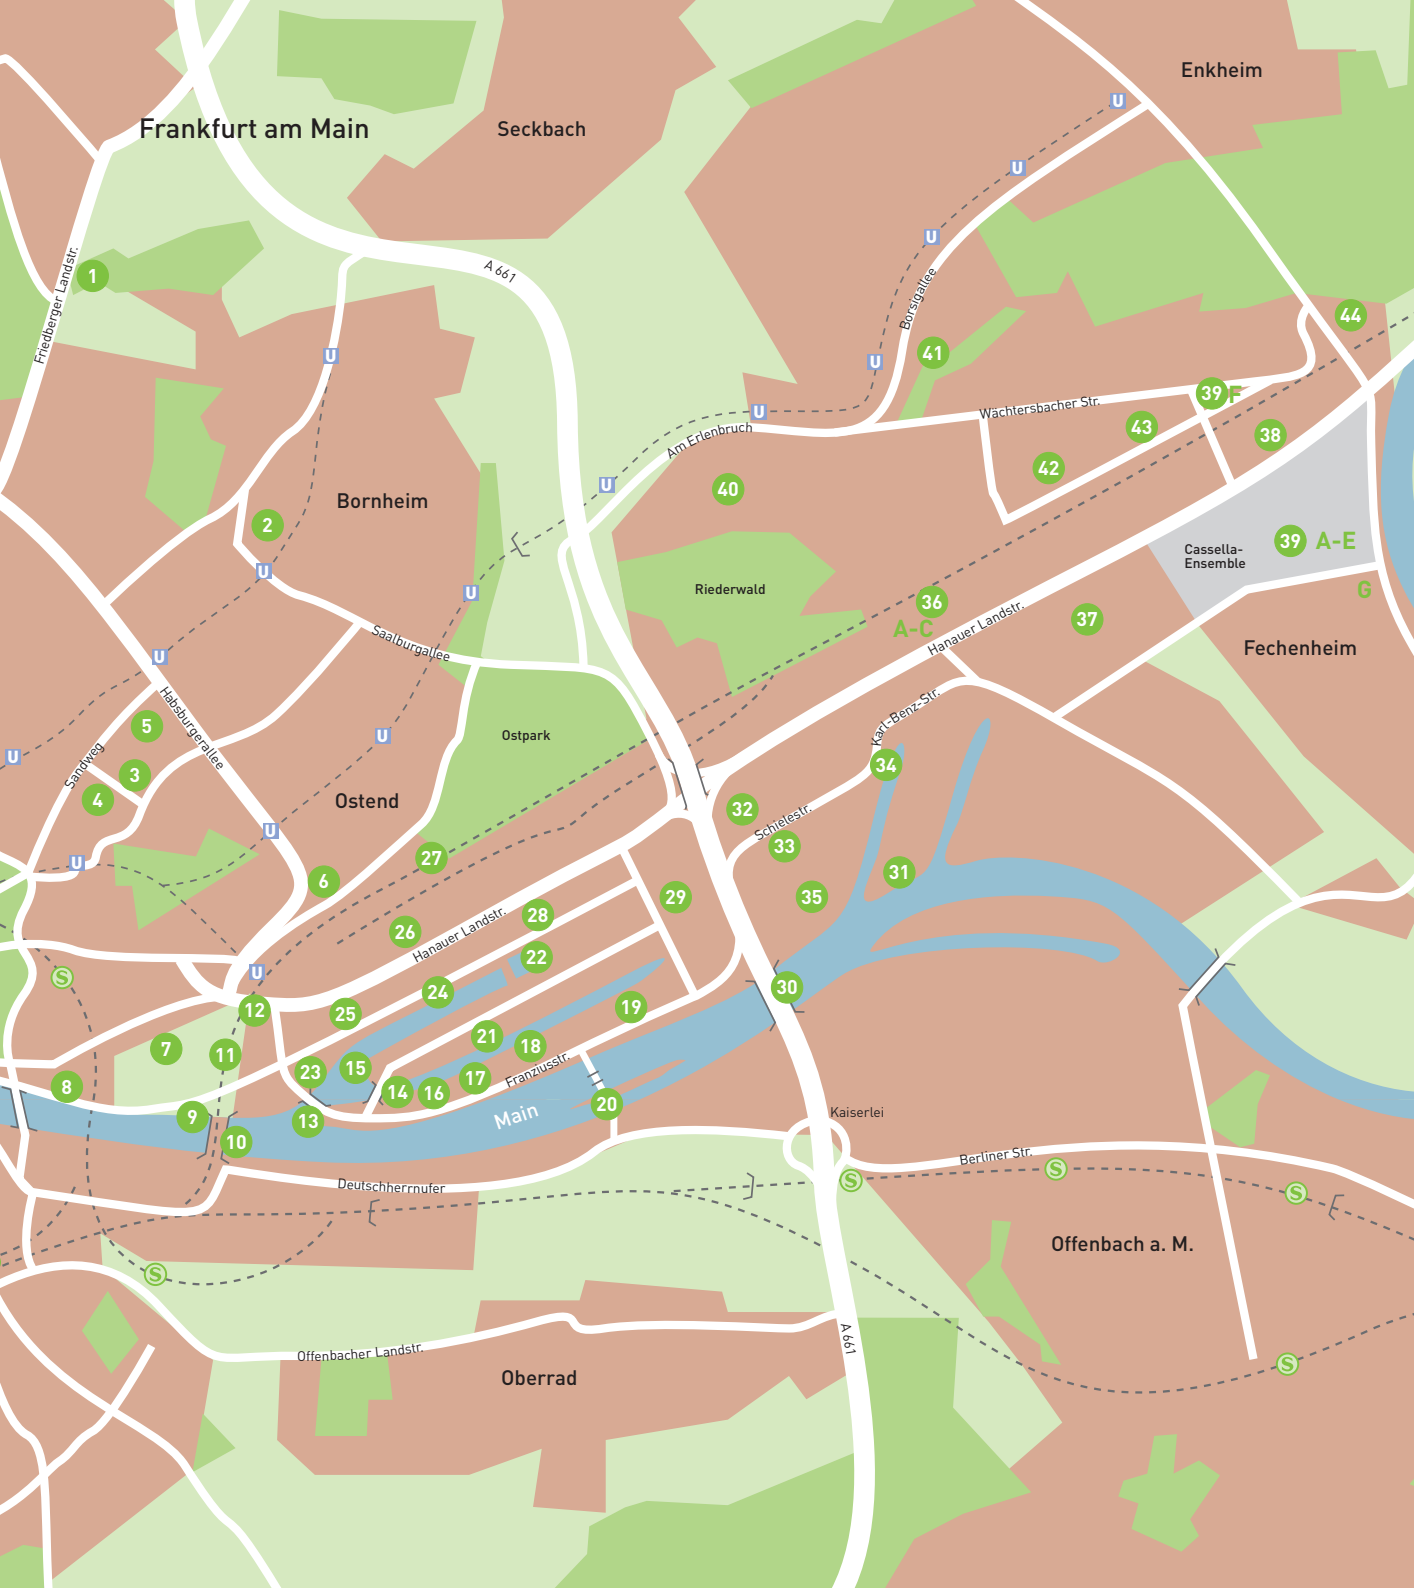 Enkheim
U
Frankfurt am Main
Seckbach
U
U
A 661
1
Friedberger Landstr.
Borsigallee
44
U
41
U
39 F
U
Wächtersbacher Str.
Am Erlenbruch
43
38
42
U
40
Bornheim
2
39 A-E
Cassella-
Ensemble
U
Riederwald
G
U
36
A-C
37
Hanauer Landstr.
Saalburgallee
Fechenheim
U
Habsburgerallee
5
Karl-Benz-Str.
U
Ostpark
U
Sandweg
34
3
4
Ostend
32
Schielestr.
U
33
27
U
6
31
29
35
28
26
Hanauer Landstr.
22
U
S
30
24
19
12
25
21
18
7
11
Franziusstr.
15
23
17
8
14
16
20
9
Main
13
Kaiserlei
10
Berliner Str.
S
S
Deutschherrnufer
S
Offenbach a. M.
S
A 661
Offenbacher Landstr.
S
Oberrad